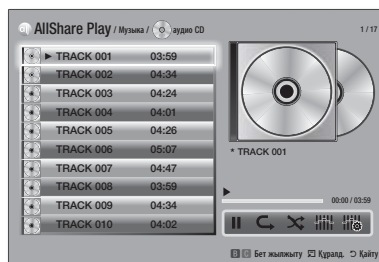 AllShare Play / Музыка / аудио CD 1 / 17
TRACK 001 03:59
TRACK 002 04:34
TRACK 003 04:24
TRACK 004 04:01
TRACK 005 04:26
TRACK 006 05:07
TRACK 007 04:47
TRACK 008 03:59
TRACK 009 04:34
TRACK 010 04:02
* TRACK 001
00:00 / 03:59
B C Бет жылжыту Құралд. Қайту